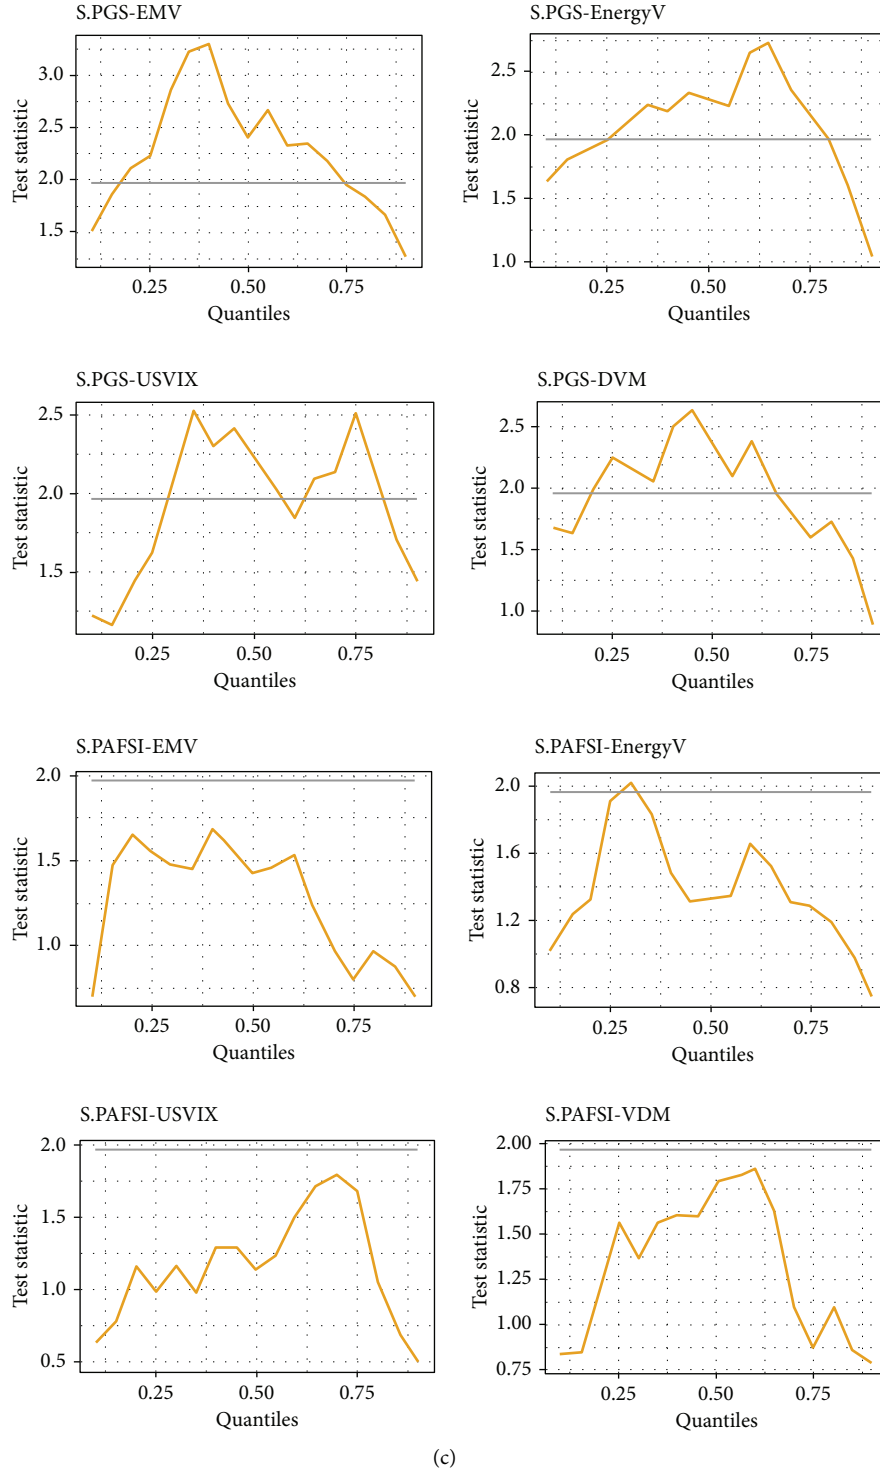 S.PGS-EMV
S.PGS-EnergyV
Test statistic
3.0
2.5
2.0
1.5
0.25 0.50 0.75
Quantiles
Test statistic
2.5
2.0
1.5
1.0
0.25 0.50 0.75
Quantiles
S.PGS-USVIX
S.PGS-DVM
Test statistic
2.5
2.0
1.5
0.25 0.50 0.75
Quantiles
Test statistic
2.5
2.0
1.5
1.0
0.25 0.50 0.75
Quantiles
S.PAFSI-EMV
S.PAFSI-EnergyV
Test statistic
2.0
1.5
1.0
0.25 0.50 0.75
Quantiles
Test statistic
2.0
1.6
1.2
0.8
0.25 0.50 0.75
Quantiles
S.PAFSI-USVIX
S.PAFSI-VDM
Test statistic
2.0
1.5
1.0
0.5
0.25 0.50 0.75
Quantiles
Test statistic
2.00
1.75
1.50
1.25
1.00
0.75
0.25 0.50 0.75
Quantiles
(c)